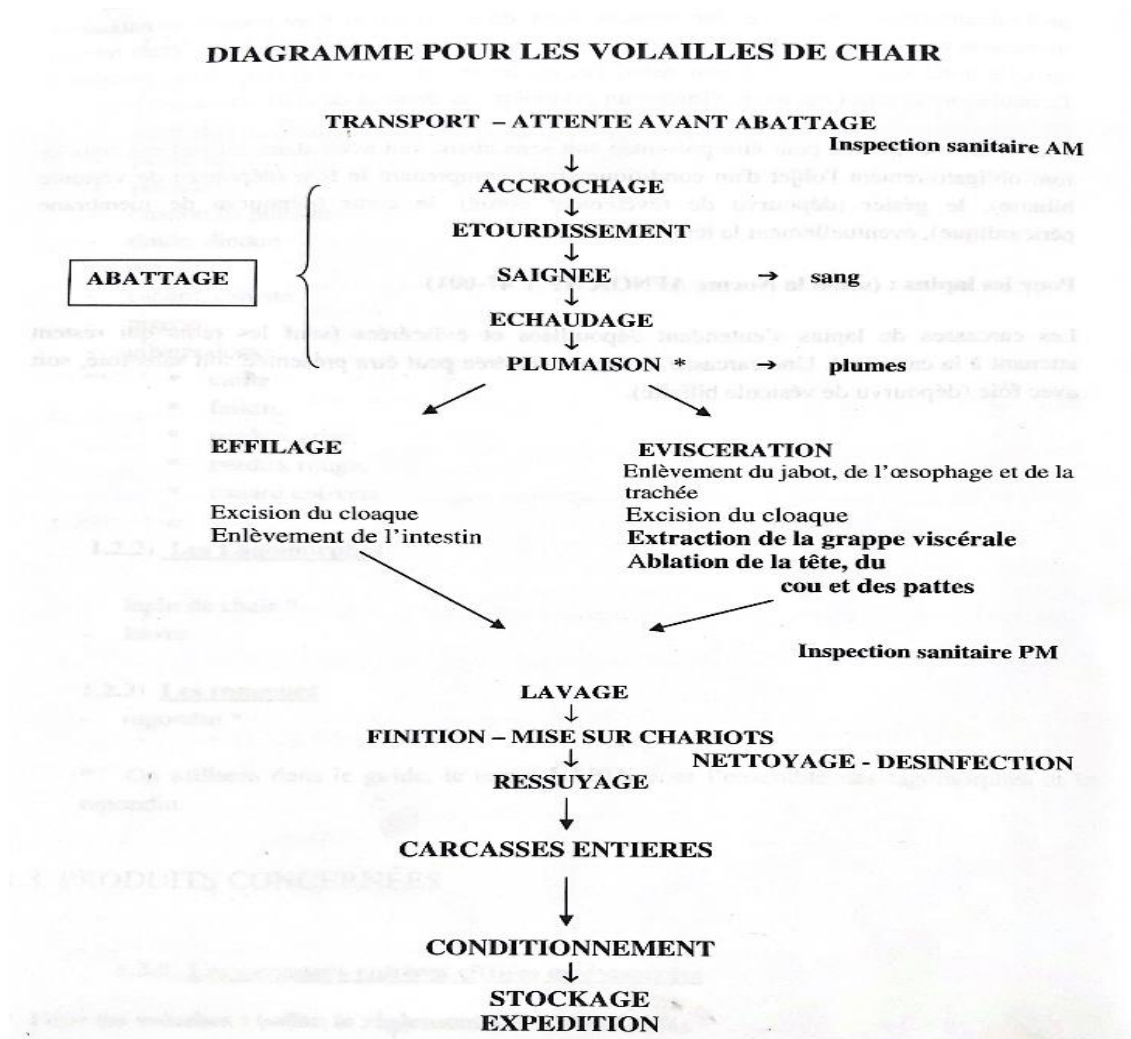 DIAGRAMME POUR LES VOLAILLES DE CHAIR
TRANSPORT – ATTENTE AVANT ABATTAGE
Inspection sanitaire AM
↓
ACCROCHAGE
↓
ETOURDISSEMENT
↓
ABATTAGE
SAIGNEE → sang
↓
ECHAUDAGE
↓
PLUMAISON * → plumes
EFFILAGE
Excision du cloaque
Enlèvement de l'intestin
EVISCERATION
Enlèvement du jabot, de l'œsophage et de la
trachée
Excision du cloaque
Extraction de la grappe viscérale
Ablation de la tête, du
cou et des pattes
Inspection sanitaire PM
LAVAGE
↓
FINITION – MISE SUR CHARIOTS
↓
NETTOYAGE - DESINFECTION
RESSUYAGE
↓
CARCASSES ENTIERES
↓
CONDITIONNEMENT
↓
STOCKAGE
EXPEDITION